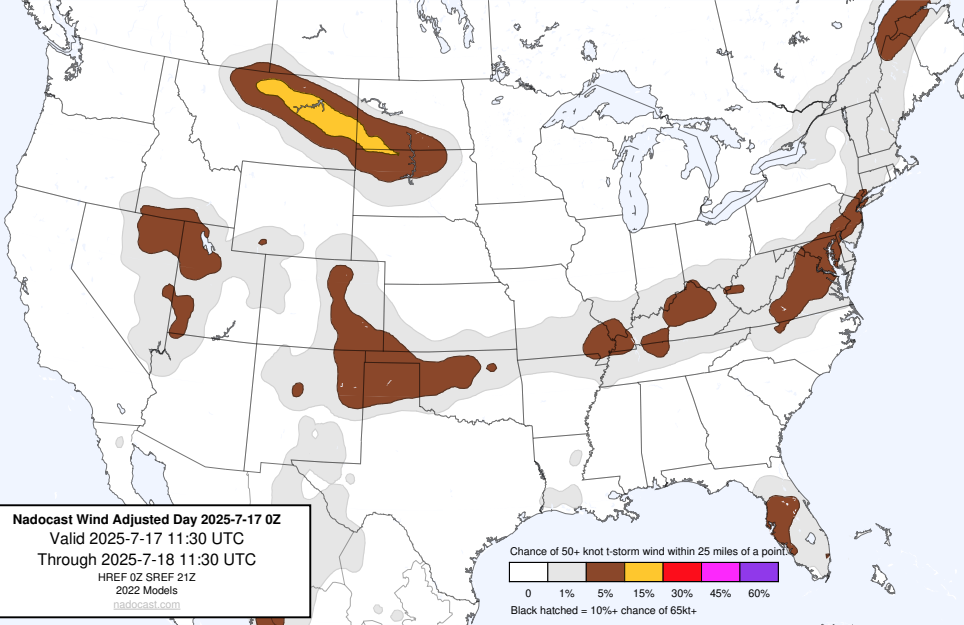 Nadocast Wind Adjusted Day 2025-7-17 0Z
Valid 2025-7-17 11:30 UTC
Through 2025-7-18 11:30 UTC
HREF 0Z SREF 21Z
2022 Models
nadocast.com
Chance of 50+ knot t-storm wind within 25 miles of a point.
0 1% 5% 15% 30% 45% 60%
Black hatched = 10%+ chance of 65kt+